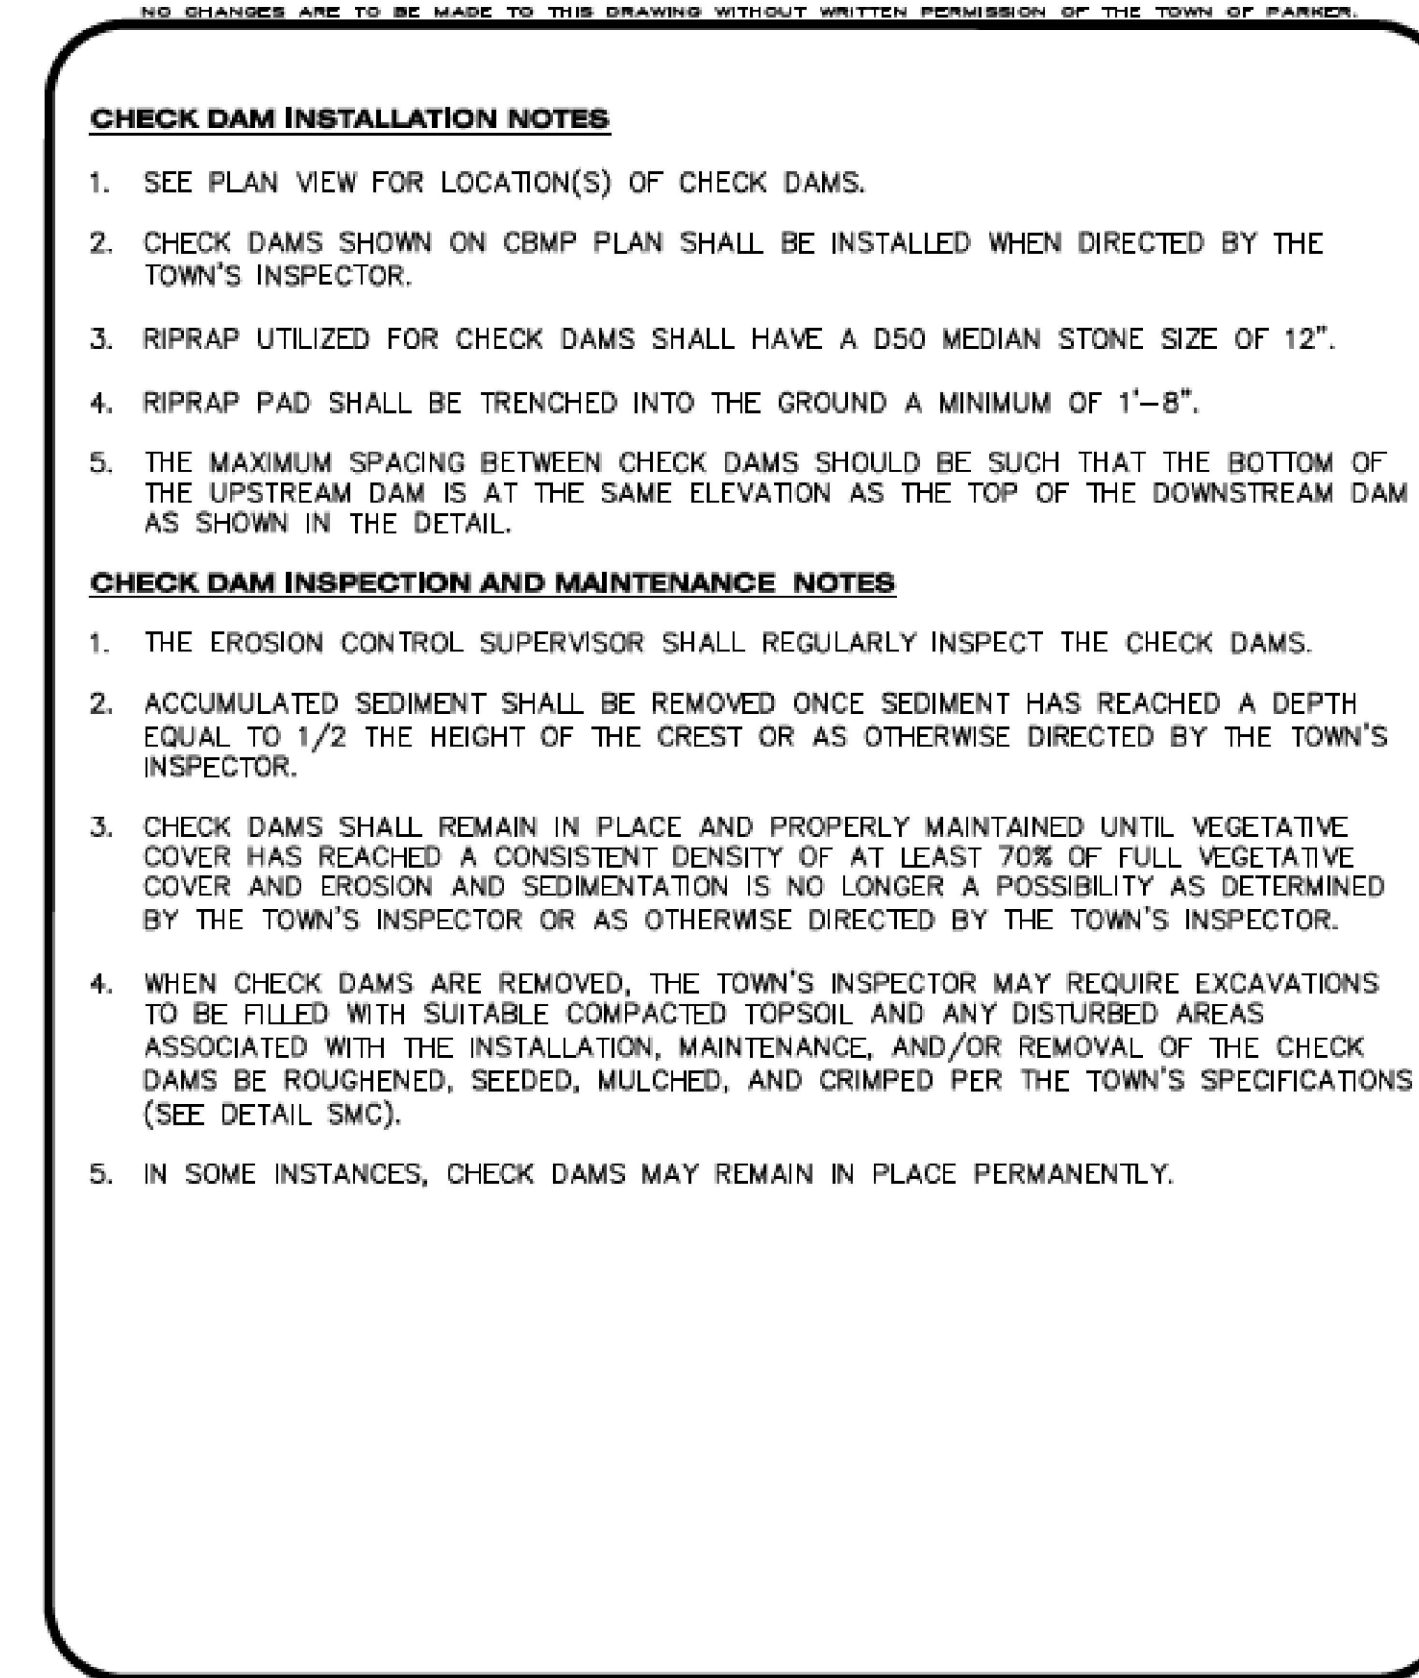 NO CHANGES ARE TO BE MADE TO THIS DRAWING WITHOUT WRITTEN PERMISSION OF THE TOWN OF PARKER.
CHECK DAM INSTALLATION NOTES
1. SEE PLAN VIEW FOR LOCATION(S) OF CHECK DAMS.
2. CHECK DAMS SHOWN ON CBMP PLAN SHALL BE INSTALLED WHEN DIRECTED BY THE
TOWN'S INSPECTOR.
3. RIPRAP UTILIZED FOR CHECK DAMS SHALL HAVE A D50 MEDIAN STONE SIZE OF 12".
4. RIPRAP PAD SHALL BE TRENCHED INTO THE GROUND A MINIMUM OF 1'–8".
5. THE MAXIMUM SPACING BETWEEN CHECK DAMS SHOULD BE SUCH THAT THE BOTTOM OF
THE UPSTREAM DAM IS AT THE SAME ELEVATION AS THE TOP OF THE DOWNSTREAM DAM
AS SHOWN IN THE DETAIL.
CHECK DAM INSPECTION AND MAINTENANCE NOTES
1. THE EROSION CONTROL SUPERVISOR SHALL REGULARLY INSPECT THE CHECK DAMS.
2. ACCUMULATED SEDIMENT SHALL BE REMOVED ONCE SEDIMENT HAS REACHED A DEPTH
EQUAL TO 1/2 THE HEIGHT OF THE CREST OR AS OTHERWISE DIRECTED BY THE TOWN'S
INSPECTOR.
3. CHECK DAMS SHALL REMAIN IN PLACE AND PROPERLY MAINTAINED UNTIL VEGETATIVE
COVER HAS REACHED A CONSISTENT DENSITY OF AT LEAST 70% OF FULL VEGETATIVE
COVER AND EROSION AND SEDIMENTATION IS NO LONGER A POSSIBILITY AS DETERMINED
BY THE TOWN'S INSPECTOR OR AS OTHERWISE DIRECTED BY THE TOWN'S INSPECTOR.
4. WHEN CHECK DAMS ARE REMOVED, THE TOWN'S INSPECTOR MAY REQUIRE EXCAVATIONS
TO BE FILLED WITH SUITABLE COMPACTED TOPSOIL AND ANY DISTURBED AREAS
ASSOCIATED WITH THE INSTALLATION, MAINTENANCE, AND/OR REMOVAL OF THE CHECK
DAMS BE ROUGHENED, SEEDED, MULCHED, AND CRIMPED PER THE TOWN'S SPECIFICATIONS
(SEE DETAIL SMC).
5. IN SOME INSTANCES, CHECK DAMS MAY REMAIN IN PLACE PERMANENTLY.